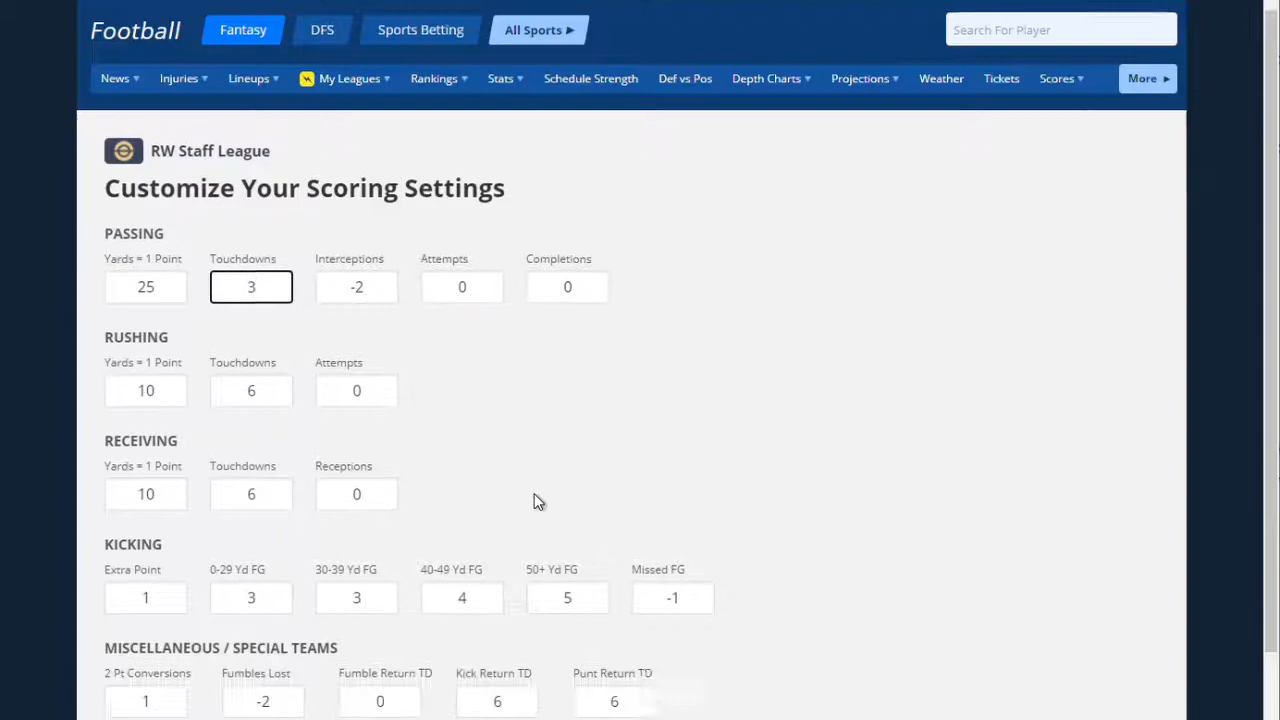 Football Fantasy DFS Sports Betting All Sports ▶ Search For Player
News ▾ Injuries ▾ Lineups ▾ My Leagues ▾ Rankings ▾ Stats ▾ Schedule Strength Def vs Pos Depth Charts ▾ Projections ▾ Weather Tickets Scores ▾ More ▶
RW Staff League
Customize Your Scoring Settings
PASSING
Yards = 1 Point Touchdowns Interceptions Attempts Completions
25 3 -2 0 0
RUSHING
Yards = 1 Point Touchdowns Attempts
10 6 0
RECEIVING
Yards = 1 Point Touchdowns Receptions
10 6 0
KICKING
Extra Point 0-29 Yd FG 30-39 Yd FG 40-49 Yd FG 50+ Yd FG Missed FG
1 3 3 4 5 -1
MISCELLANEOUS / SPECIAL TEAMS
2 Pt Conversions Fumbles Lost Fumble Return TD Kick Return TD Punt Return TD
1 -2 0 6 6